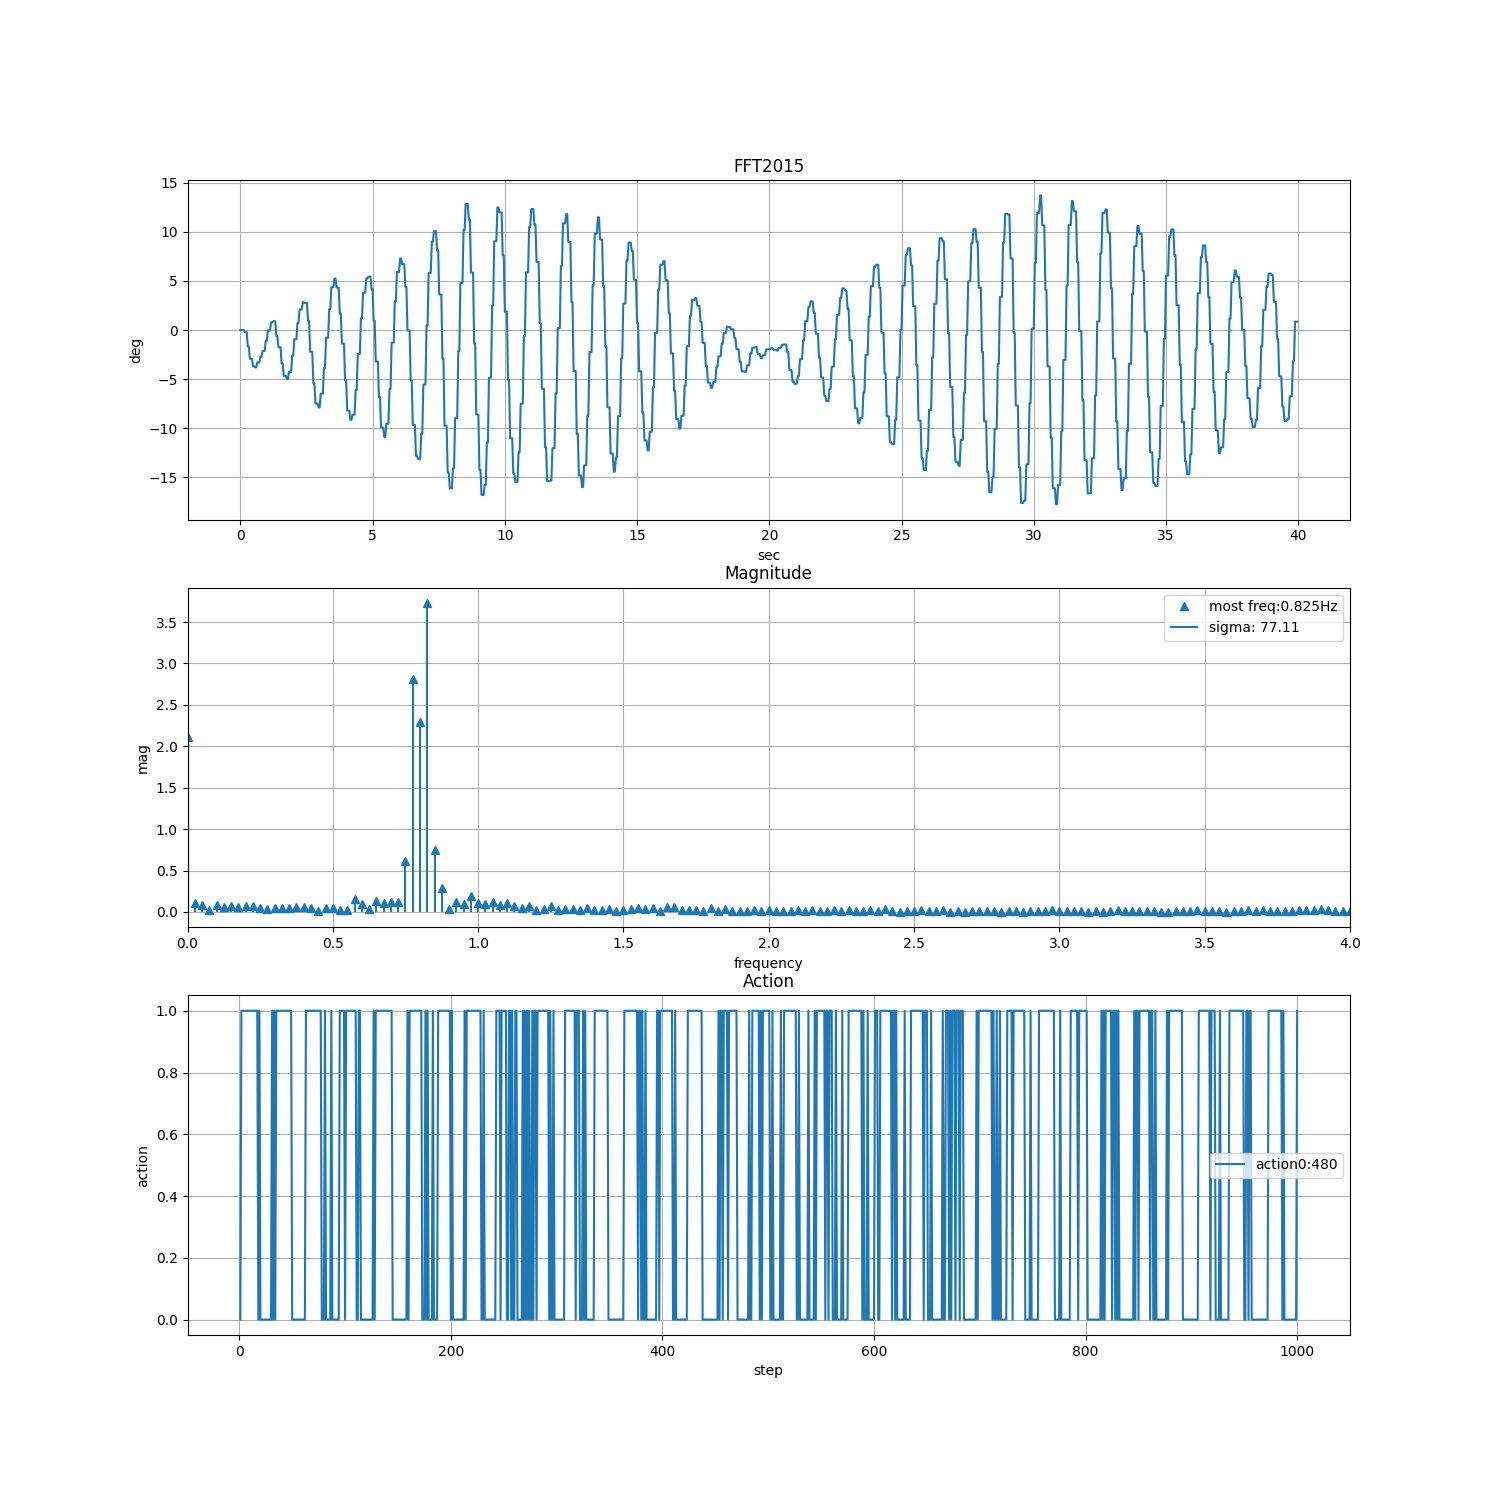 FFT2015
15
10
5
0
−5
−10
−15
deg
0 5 10 15 20 25 30 35 40
sec
Magnitude
most freq:0.825Hz
sigma: 77.11
3.5
3.0
2.5
2.0
1.5
1.0
0.5
0.0
mag
0.0 0.5 1.0 1.5 2.0 2.5 3.0 3.5 4.0
frequency
Action
1.0
0.8
0.6
0.4
0.2
0.0
action
action0:480
0 200 400 600 800 1000
step